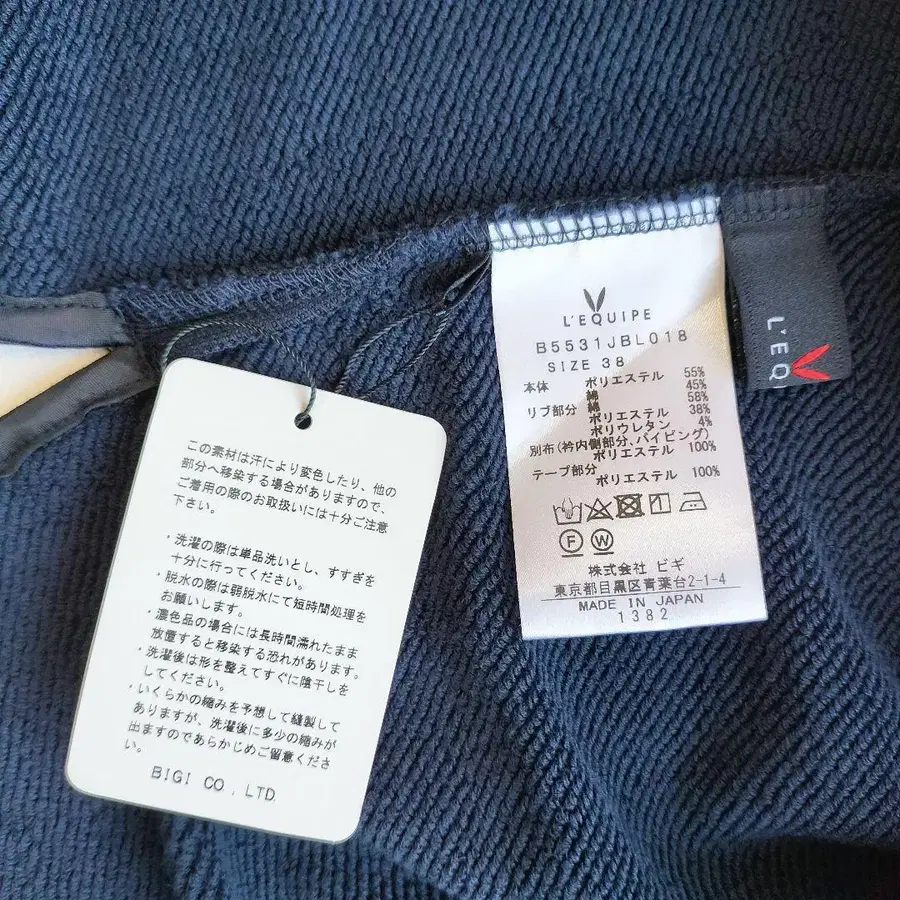 この素材は汗により変色したり、他の
部分へ移染する場合がありますので、
ご着用の際のお取扱いには十分ご注意
下さい。
・洗濯の際は単品洗いとし、すすぎを
十分に行ってください。
・脱水の際は弱脱水にて短時間処理を
お願いします。
・濃色品の場合には長時間濡れたまま
放置すると移染する恐れがあります。
・洗濯後は形を整えてすぐに陰干しを
してください。
・いくらかの縮みを予想して縫製して
ありますが、洗濯後に多少の縮みが
出ますのであらかじめご留意くださ
い。
BIGI CO.,LTD
L'EQUIPE
B5531JBL018
SIZE 38
本体 ポリエステル 55%
綿 45%
リブ部分 綿 58%
ポリエステル 38%
ポリウレタン 4%
別布(衿内側部分、パイピング)
ポリエステル 100%
テープ部分
ポリエステル 100%
F W
株式会社 ビギ
東京都目黒区青葉台2-1-4
MADE IN JAPAN
1382
L'EQ